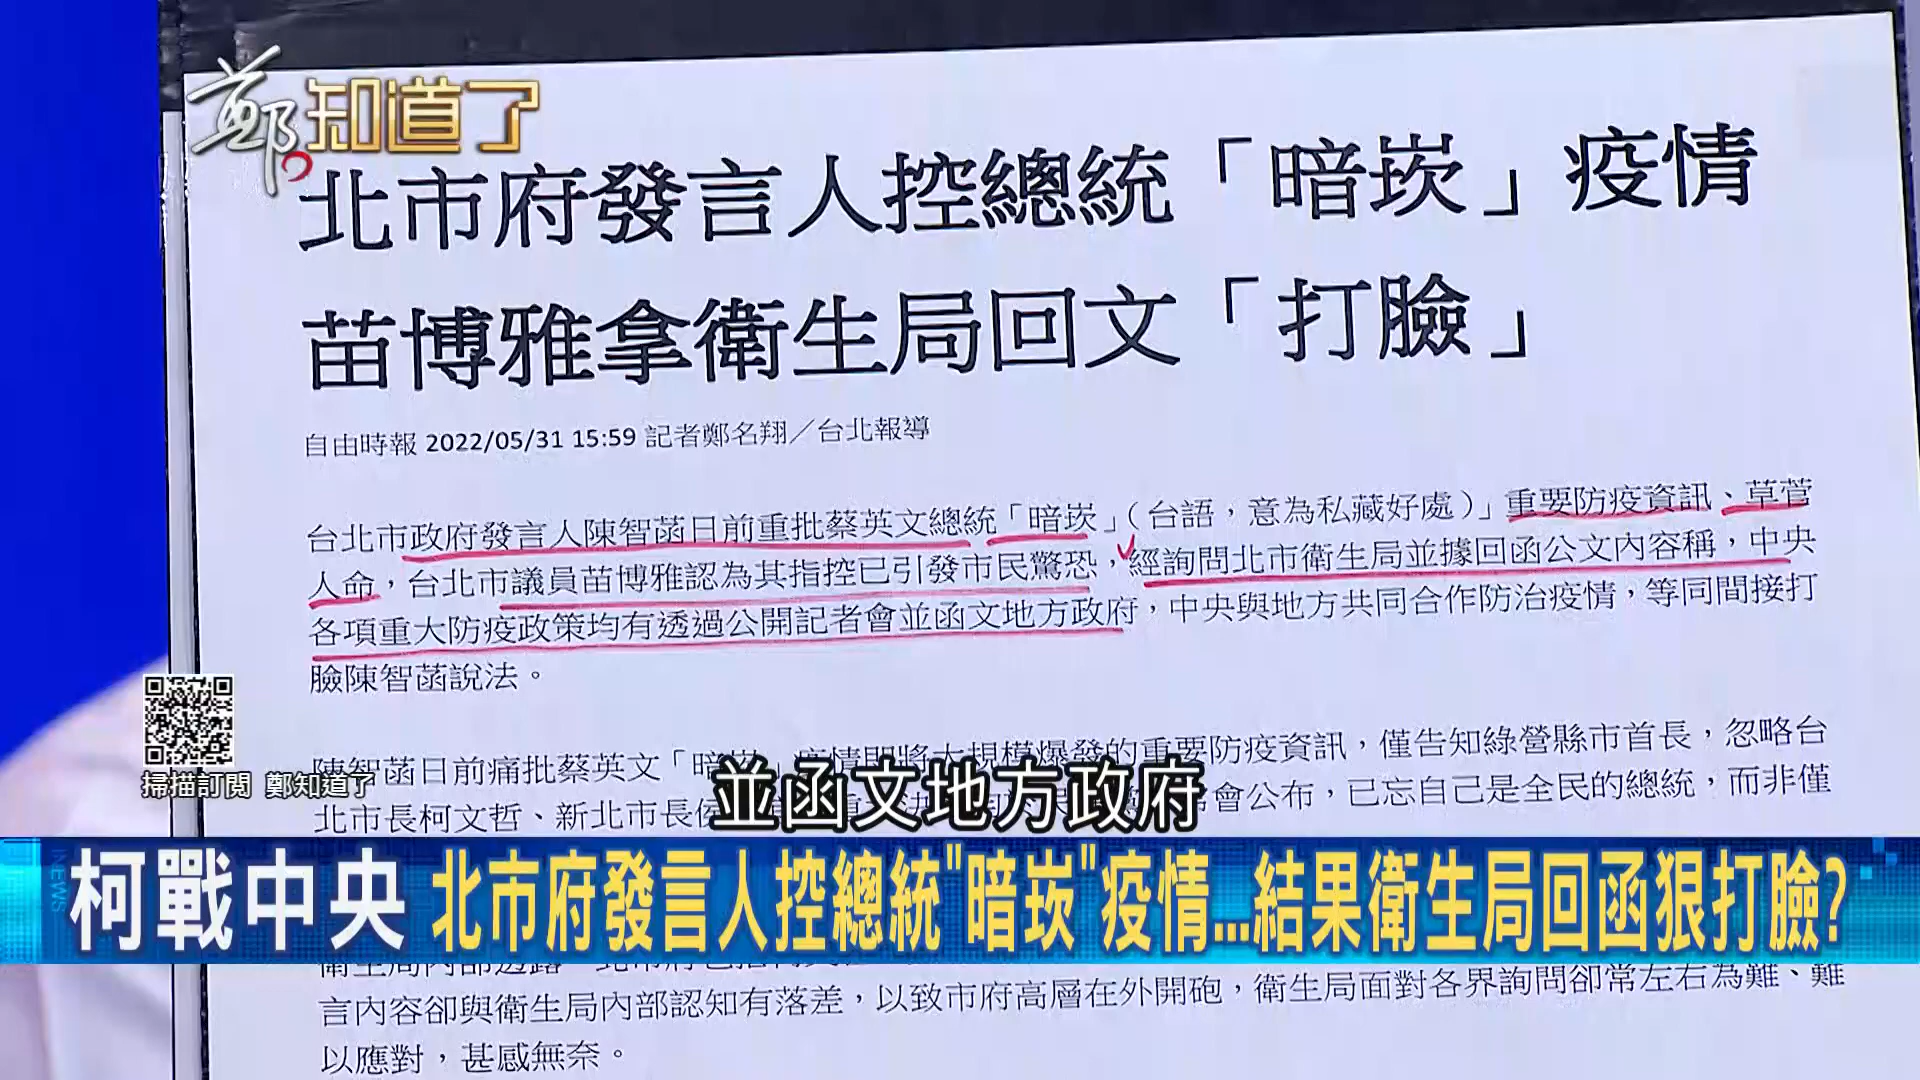 鄭知道了
北市府發言人控總統「暗崁」疫情
苗博雅拿衛生局回文「打臉」
自由時報 2022/05/31 15:59 記者鄭名翔／台北報導
台北市政府發言人陳智菡日前重批蔡英文總統「暗崁」（台語，意為私藏好處）」重要防疫資訊、草菅
人命，台北市議員苗博雅認為其指控已引發市民驚恐，經詢問北市衛生局並據回函公文內容稱，中央
各項重大防疫政策均有透過公開記者會並函文地方政府，中央與地方共同合作防治疫情，等同間接打
臉陳智菡說法。
陳智菡日前痛批蔡英文「暗崁」疫情即將大規模爆發的重要防疫資訊，僅告知綠營縣市首長，忽略台
北市長柯文哲、新北市長侯
常會公布，已忘自己是全民的總統，而非僅
並函文地方政府
掃描訂閱 鄭知道了
iNEWS
柯戰中央 北市府發言人控總統"暗崁"疫情...結果衛生局回函狠打臉?
言內容卻與衛生局內部認知有落差，以致市府高層在外開砲，衛生局面對各界詢問卻常左右為難、難
以應對，甚感無奈。